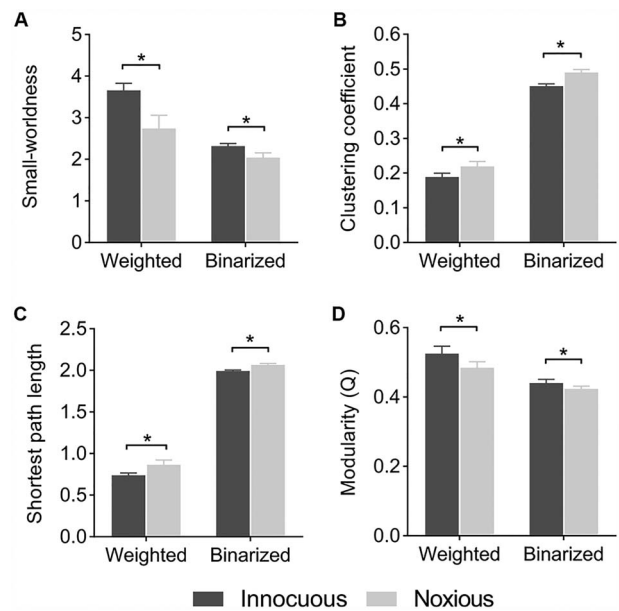 A
Small-worldness
5
4
3
2
1
0
*
*
Weighted Binarized
B
Clustering coefficient
0.6
0.5
0.4
0.3
0.2
0.1
0.0
*
*
Weighted Binarized
C
Shortest path length
2.5
2.0
1.5
1.0
0.5
0.0
*
*
Weighted Binarized
D
Modularity (Q)
0.6
0.4
0.2
0.0
*
*
Weighted Binarized
Innocuous Noxious